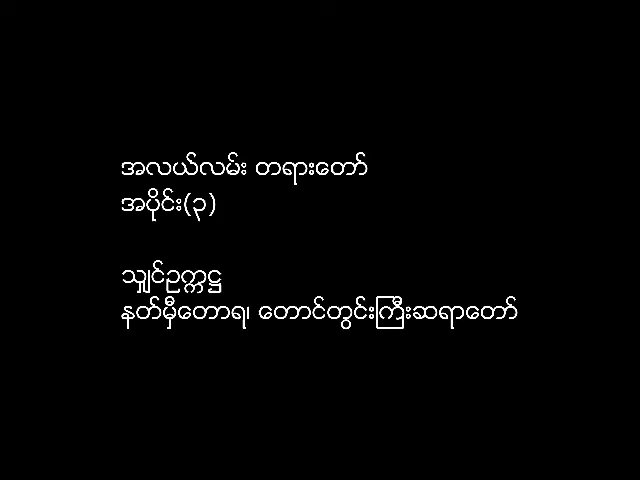 အလယ်လမ်း တရားတော်
အပိုင်း(၃)
သျှင်ဥက္ကဋ္ဌ
နတ်မှီတောရ၊ တောင်တွင်းကြီးဆရာတော်